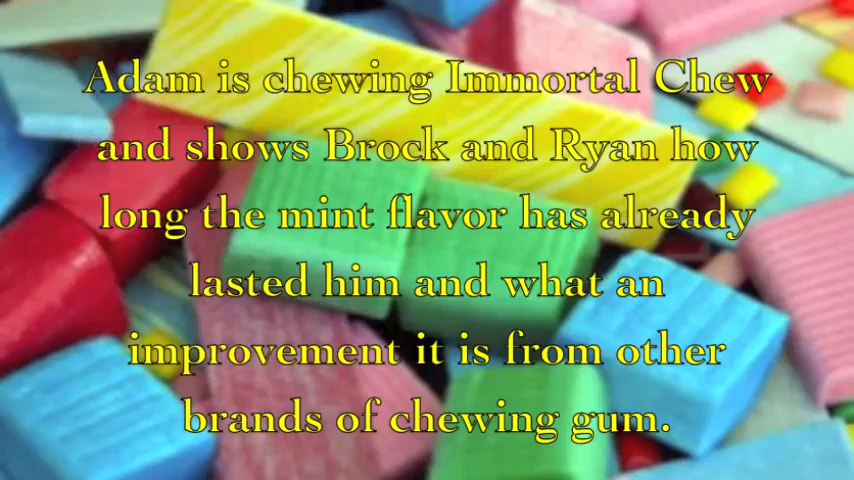 Adam is chewing Immortal Chew
and shows Brock and Ryan how
long the mint flavor has already
lasted him and what an
improvement it is from other
brands of chewing gum.